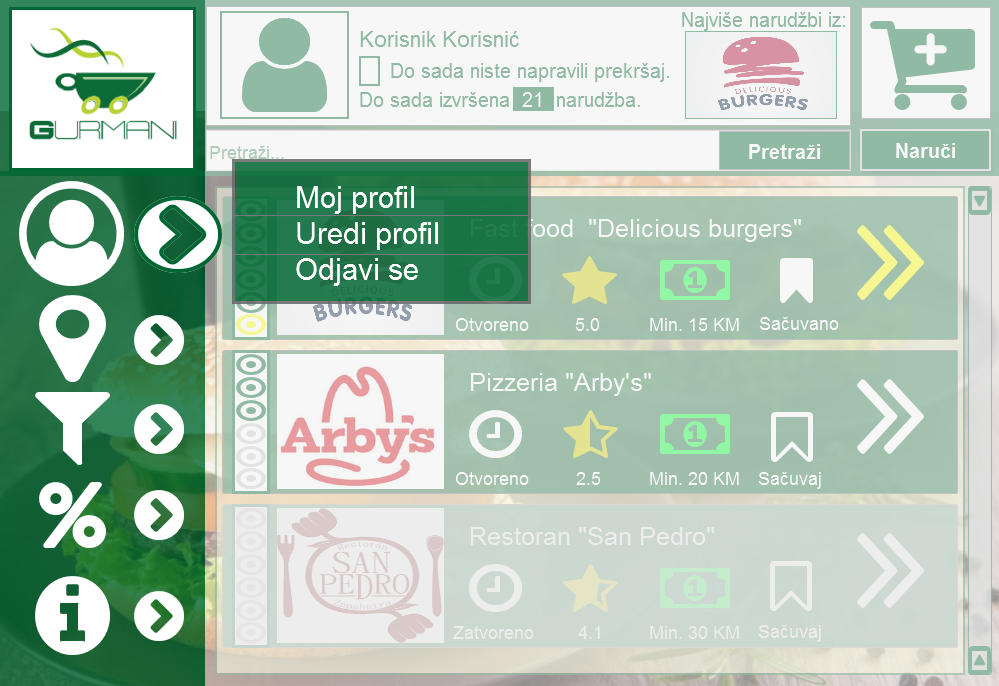 GURMANI
Korisnik Korisnić
Do sada niste napravili prekršaj.
Do sada izvršena 21 narudžba.
Najviše narudžbi iz:
DELICIOUS
BURGERS
Pretraži...
Pretraži
Naruči
Moj profil
Uredi profil
Odjavi se
Fast food "Delicious burgers"
DELICIOUS
BURGERS
1
Otvoreno
5.0
Min. 15 KM
Sačuvano
Pizzeria "Arby's"
Arby's
1
Otvoreno
2.5
Min. 20 KM
Sačuvaj
Restoran "San Pedro"
Restoran
SAN
PEDRO
1
Zatvoreno
4.1
Min. 30 KM
Sačuvaj
%
i